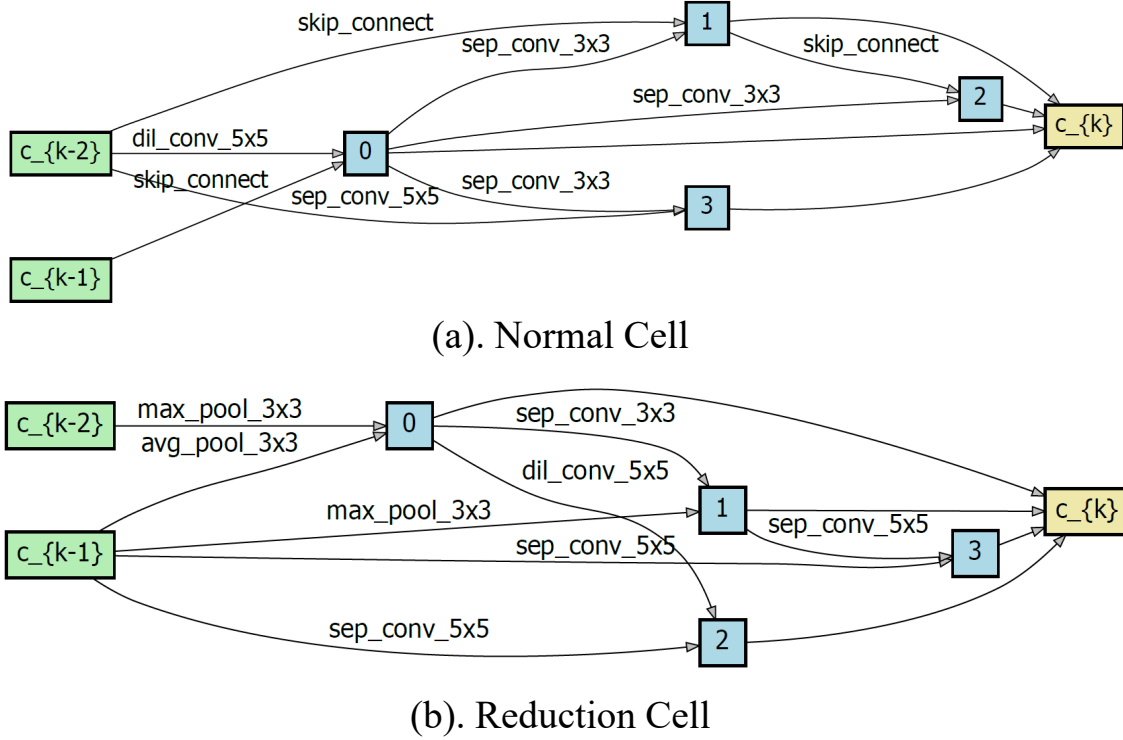 skip_connect
1
sep_conv_3x3
skip_connect
sep_conv_3x3
2
c_{k-2}
dil_conv_5x5
0
c_{k}
skip_connect
sep_conv_5x5
sep_conv_3x3
3
c_{k-1}
(a). Normal Cell
c_{k-2}
max_pool_3x3
0
sep_conv_3x3
avg_pool_3x3
dil_conv_5x5
max_pool_3x3
1
c_{k}
sep_conv_5x5
c_{k-1}
sep_conv_5x5
3
sep_conv_5x5
2
(b). Reduction Cell